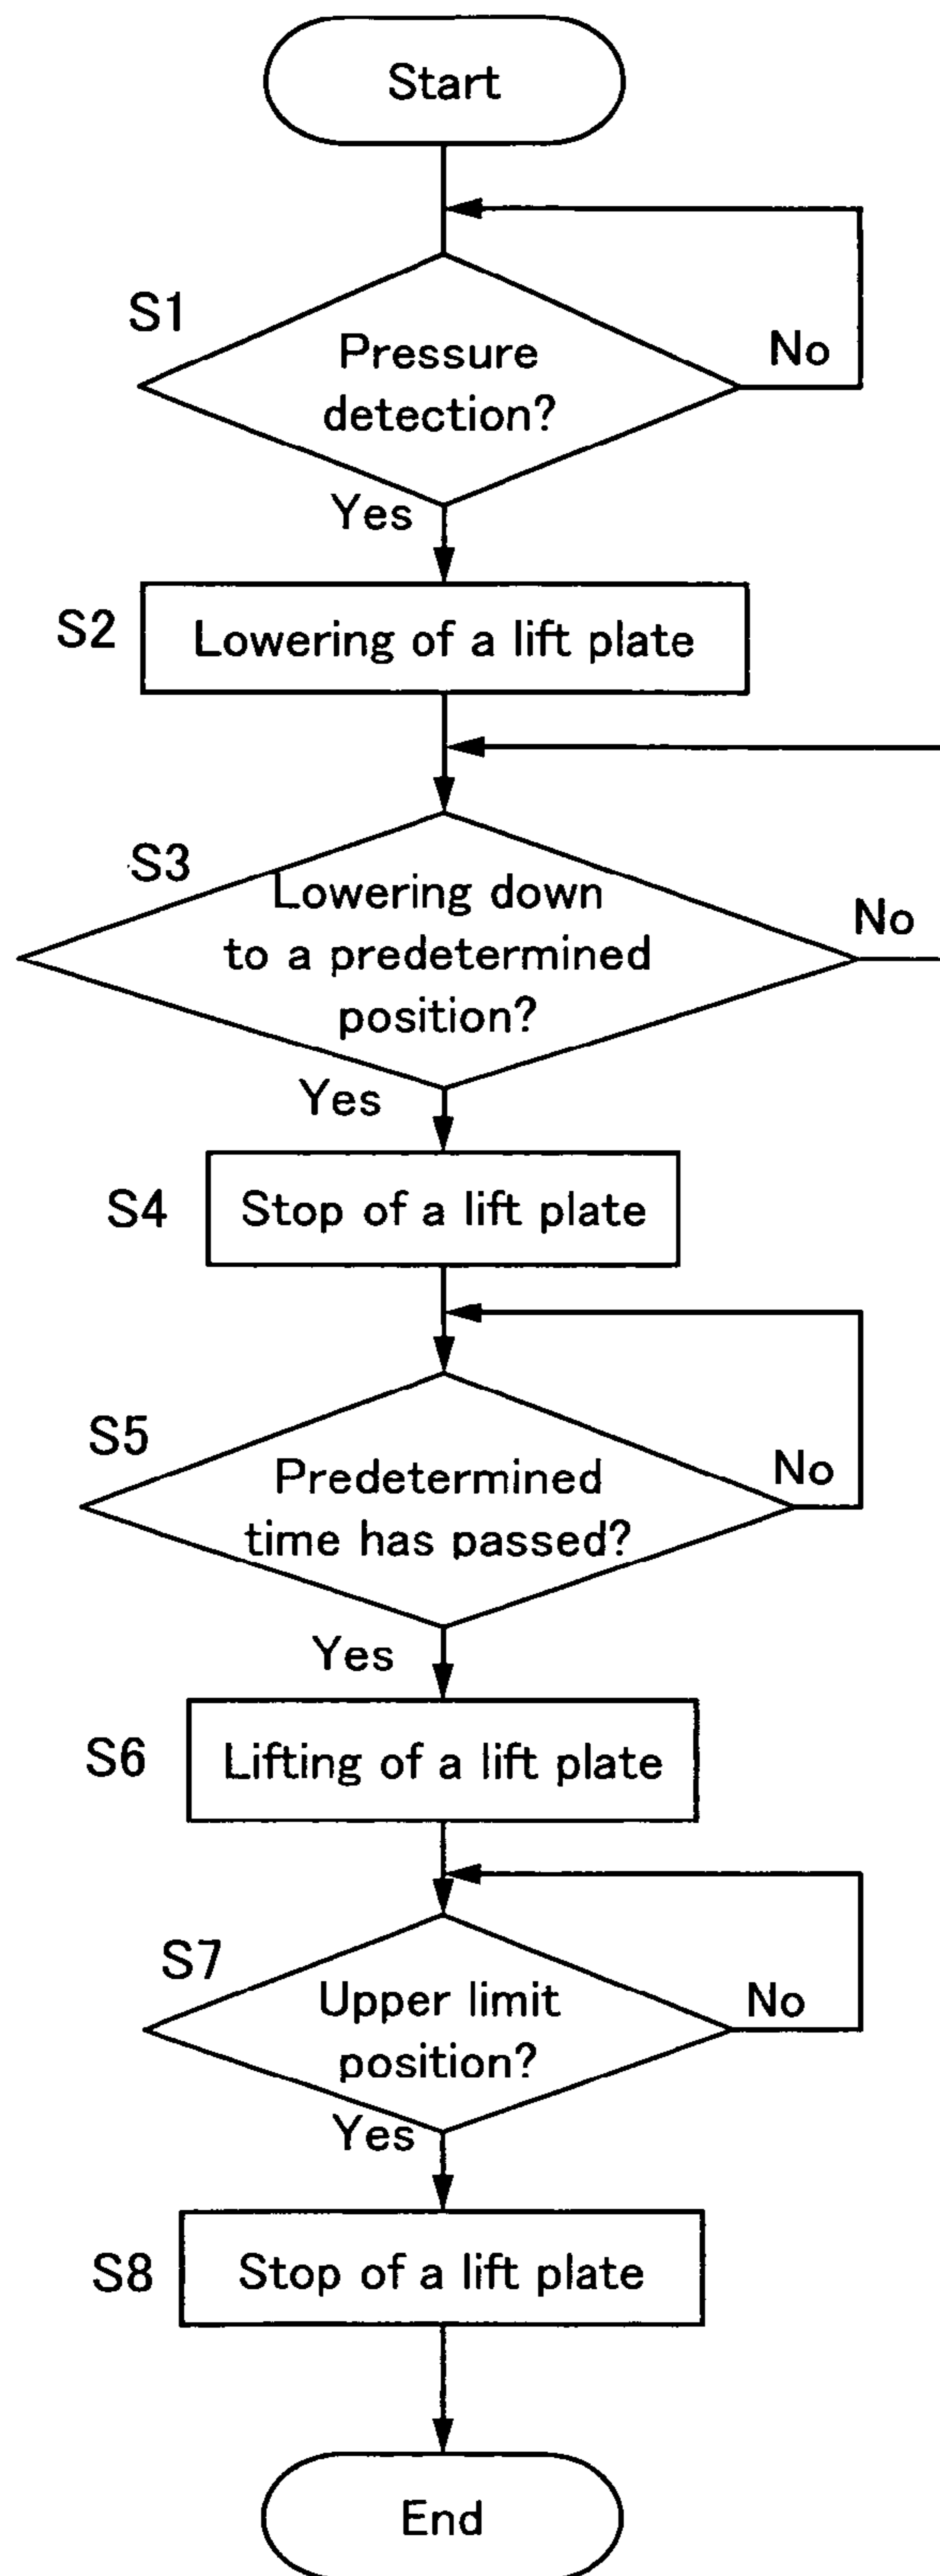 Start
S1
Pressure
detection?
No
Yes
S2
Lowering of a lift plate
S3
Lowering down
to a predetermined
position?
No
Yes
S4
Stop of a lift plate
S5
Predetermined
time has passed?
No
Yes
S6
Lifting of a lift plate
S7
Upper limit
position?
No
Yes
S8
Stop of a lift plate
End